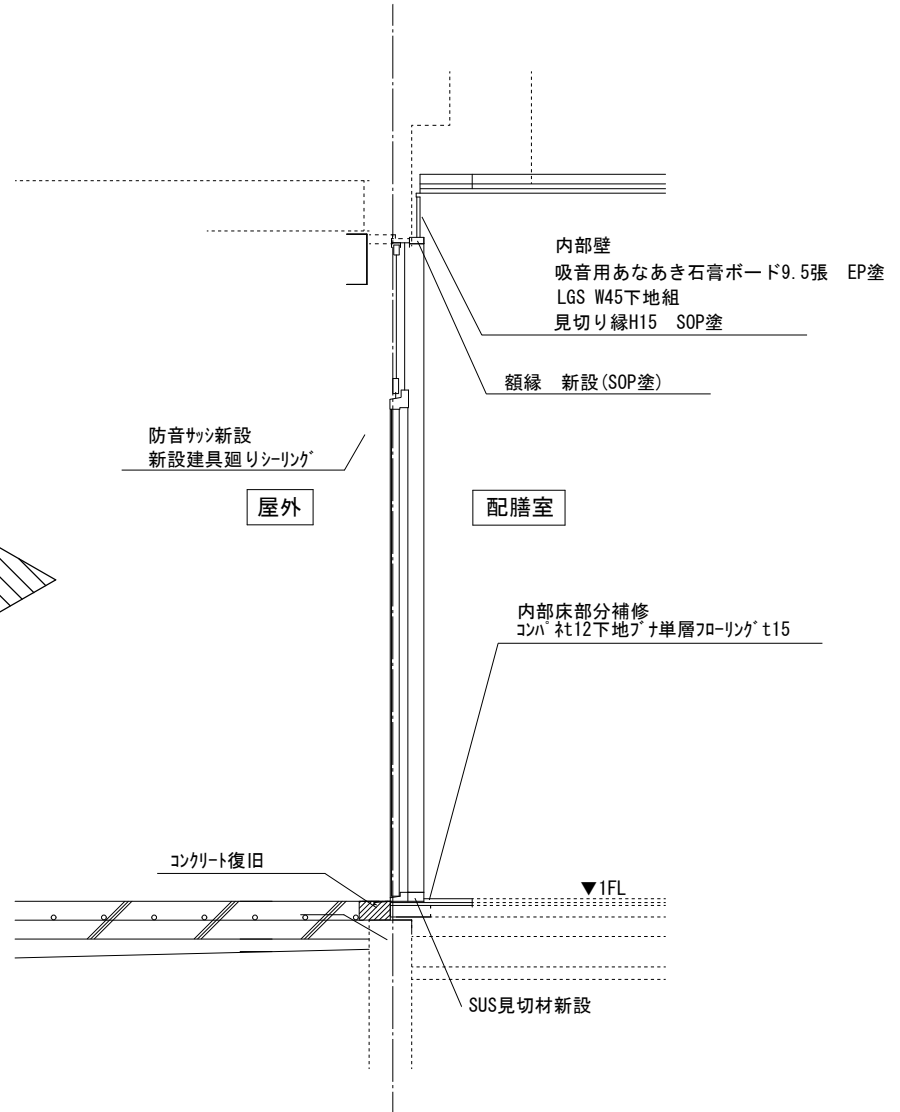 内部壁
吸音用あなあき石膏ボード9.5張　EP塗
LGS W45下地組
見切り縁H15　SOP塗
額縁　新設(SOP塗)
防音ｻｯｼ新設
新設建具廻りｼｰﾘﾝｸﾞ
屋外
配膳室
内部床部分補修
ｺﾝﾊﾟﾈt12下地ﾌﾞﾅ単層ﾌﾛｰﾘﾝｸﾞt15
ｺﾝｸﾘｰﾄ復旧
▼1FL
SUS見切材新設